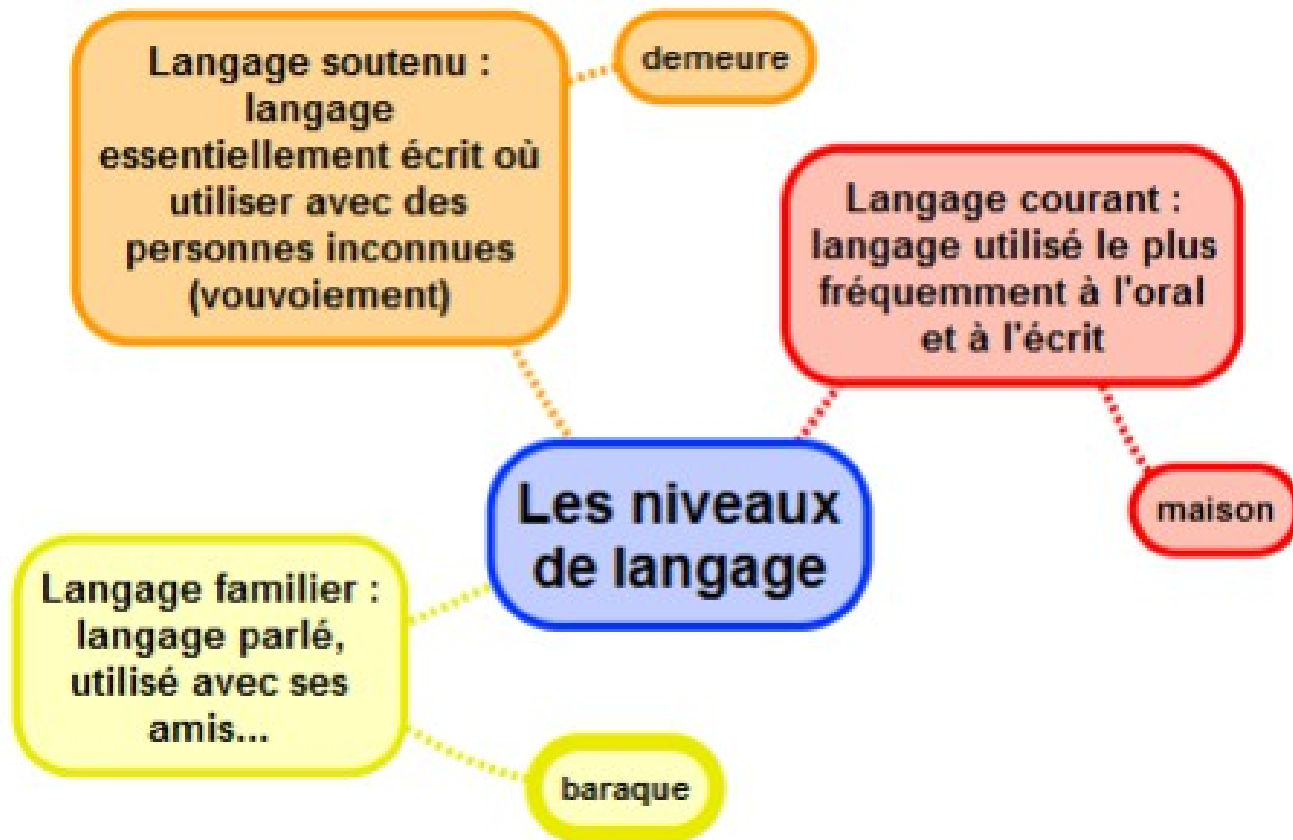 Langage soutenu :
langage
essentiellement écrit où
utiliser avec des
personnes inconnues
(vouvoiement)
demeure
Langage courant :
langage utilisé le plus
fréquemment à l'oral
et à l'écrit
maison
Les niveaux
de langage
Langage familier :
langage parlé,
utilisé avec ses
amis...
baraque